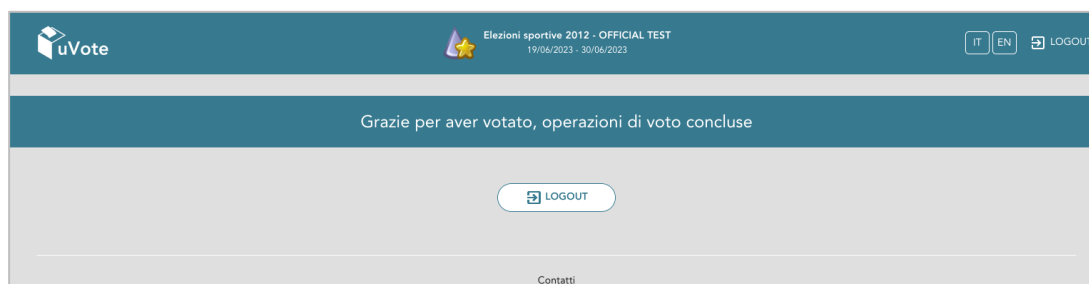 uVote
Elezioni sportive 2012 - OFFICIAL TEST
19/06/2023 - 30/06/2023
IT EN LOGOUT
Grazie per aver votato, operazioni di voto concluse
LOGOUT
Contatti